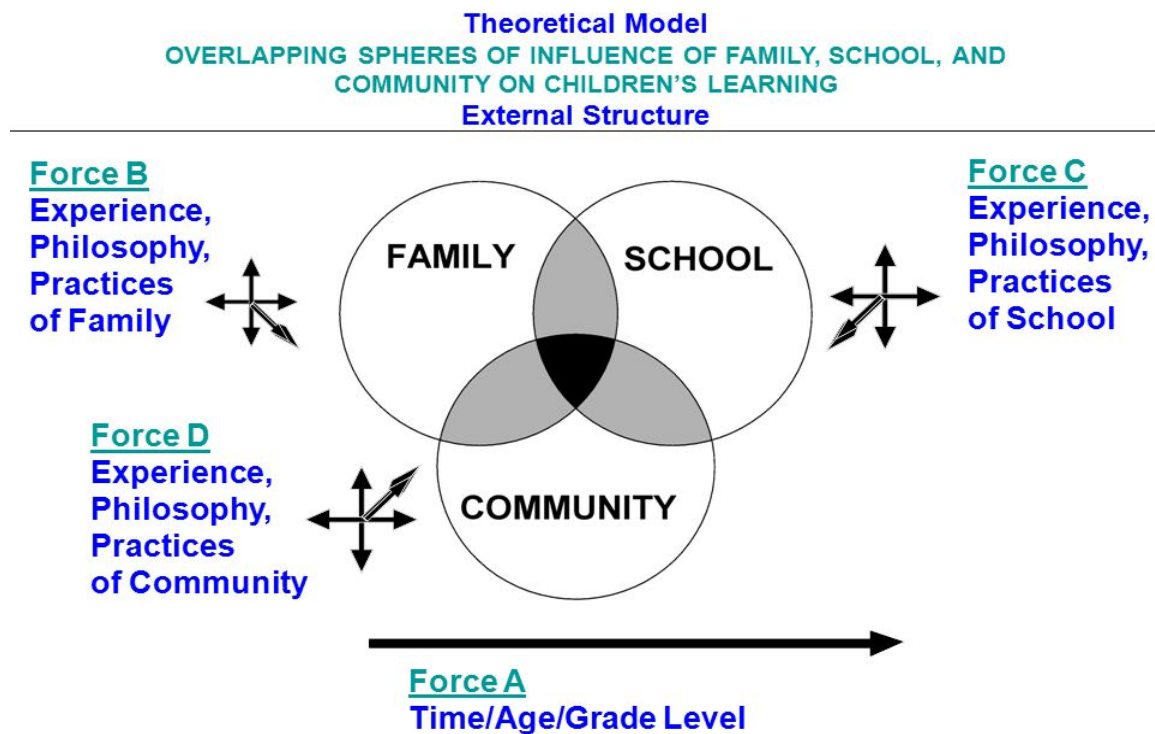 Theoretical Model
OVERLAPPING SPHERES OF INFLUENCE OF FAMILY, SCHOOL, AND
COMMUNITY ON CHILDREN'S LEARNING
External Structure
Force B
Experience,
Philosophy,
Practices
of Family
FAMILY
SCHOOL
Force C
Experience,
Philosophy,
Practices
of School
Force D
Experience,
Philosophy,
Practices
of Community
COMMUNITY
Force A
Time/Age/Grade Level